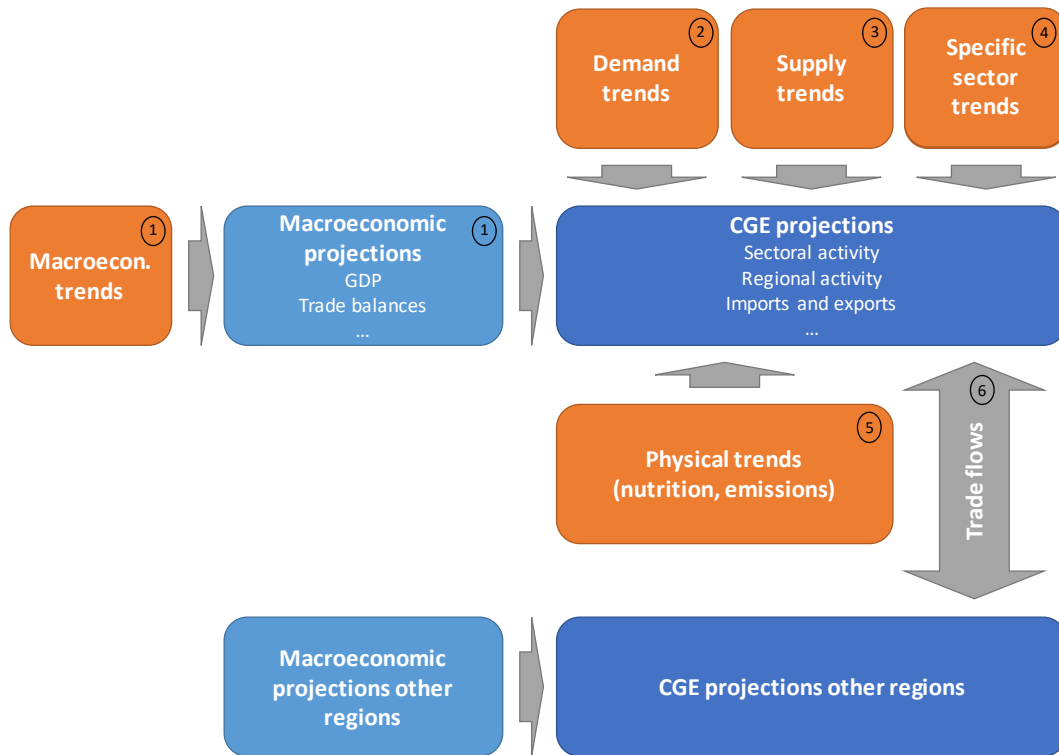 2
Demand
trends
3
Supply
trends
4
Specific
sector
trends
1
Macroecon.
trends
1
Macroeconomic
projections
GDP
Trade balances
...
CGE projections
Sectoral activity
Regional activity
Imports and exports
...
5
Physical trends
(nutrition, emissions)
6
Trade flows
Macroeconomic
projections other
regions
CGE projections other regions